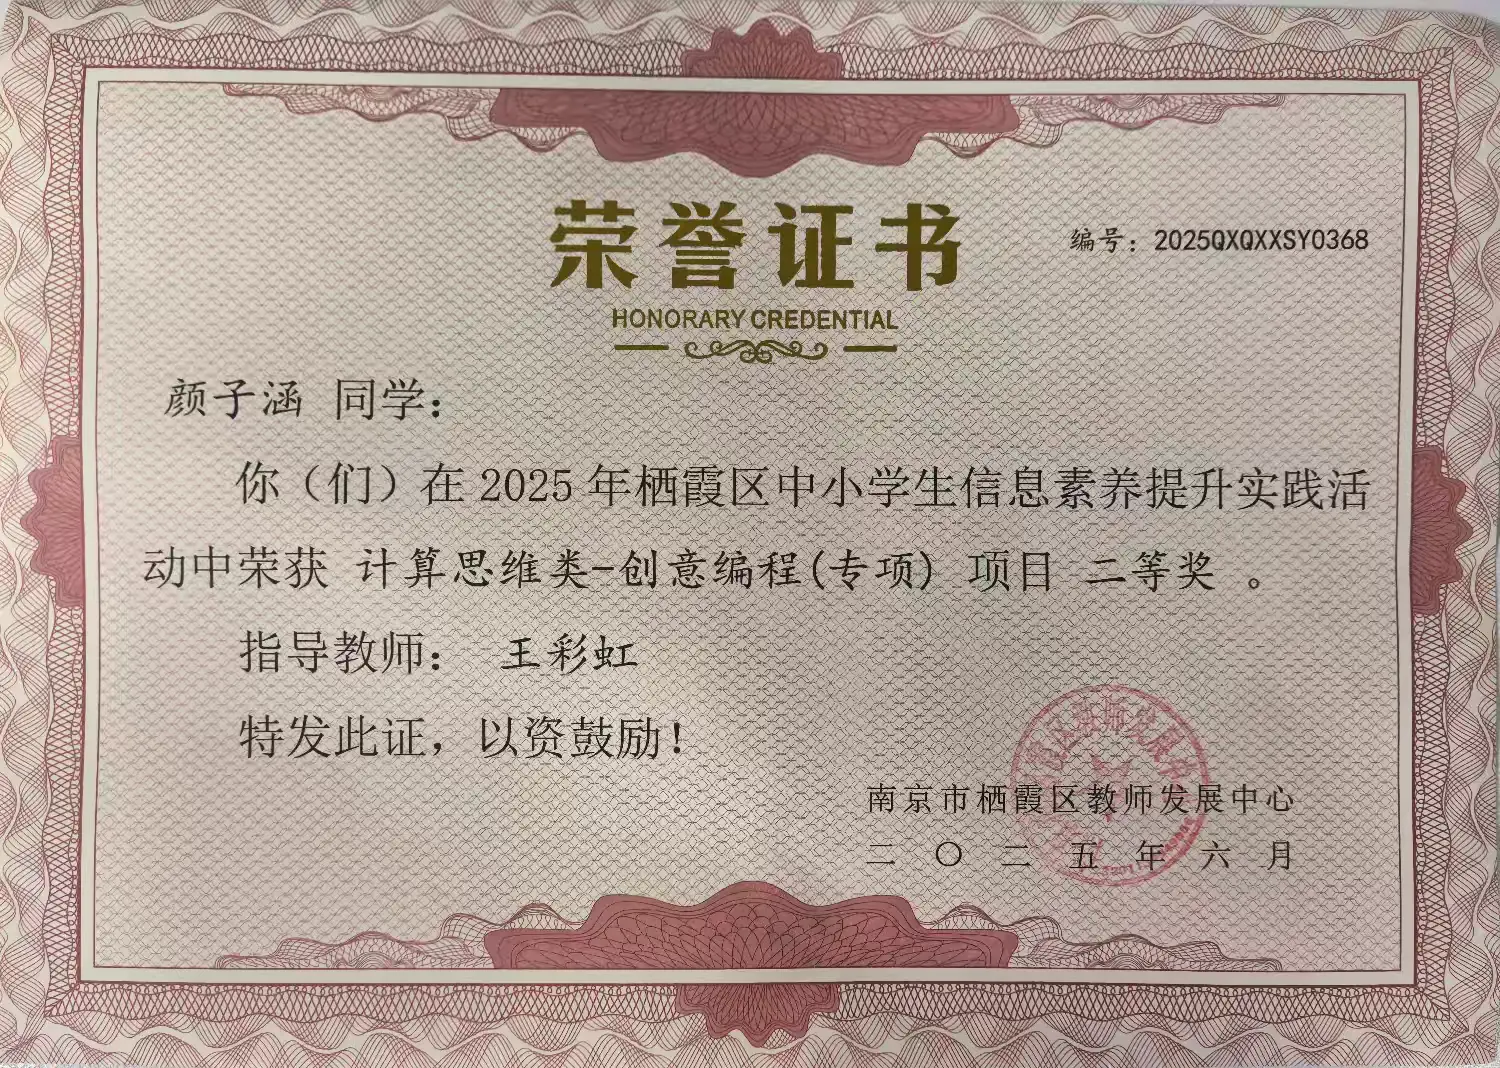 荣誉证书
编号：2025QXQXXSY0368
HONORARY CREDENTIAL
颜子涵 同学：
你（们）在 2025 年栖霞区中小学生信息素养提升实践活
动中荣获 计算思维类-创意编程(专项) 项目 二等奖 。
指导教师： 王彩虹
特发此证，以资鼓励！
南京市栖霞区教师发展中心
二〇二五年六月